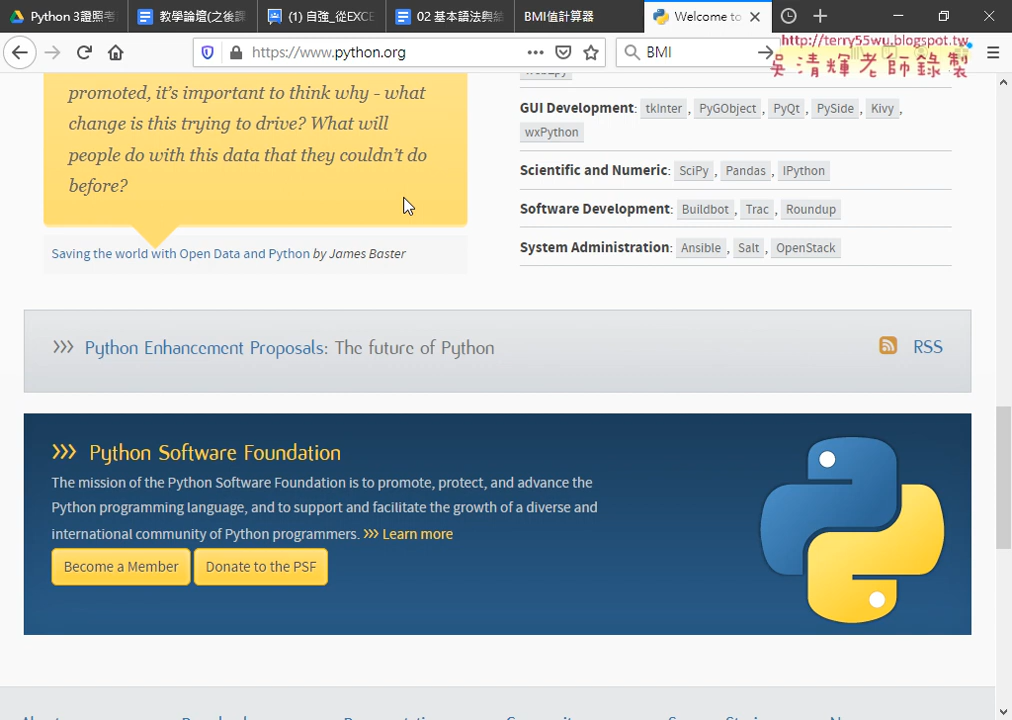 Python 3證照考
教學論壇(之後課
(1) 自強_從EXCE
02 基本語法與結
BMI值計算器
Welcome to
https://www.python.org
BMI
http://terry55wu.blogspot.tw
吳清輝老師錄製
promoted, it's important to think why - what
change is this trying to drive? What will
people do with this data that they couldn't do
before?
Saving the world with Open Data and Python by James Baster
GUI Development: tkInter, PyGObject, PyQt, PySide, Kivy,
wxPython
Scientific and Numeric: SciPy, Pandas, IPython
Software Development: Buildbot, Trac, Roundup
System Administration: Ansible, Salt, OpenStack
>>> Python Enhancement Proposals: The future of Python
RSS
>>> Python Software Foundation
The mission of the Python Software Foundation is to promote, protect, and advance the
Python programming language, and to support and facilitate the growth of a diverse and
international community of Python programmers. >>> Learn more
Become a Member
Donate to the PSF